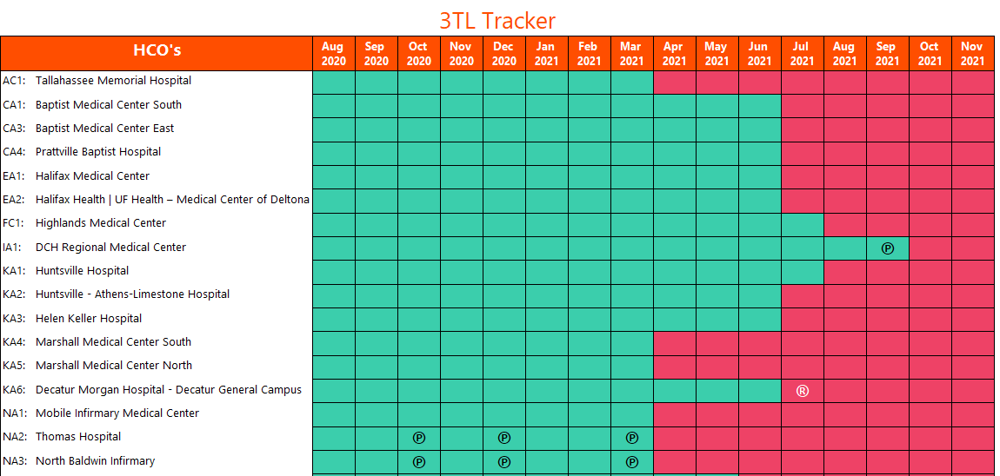 3TL Tracker
HCO's Aug 2020 Sep 2020 Oct 2020 Nov 2020 Dec 2020 Jan 2021 Feb 2021 Mar 2021 Apr 2021 May 2021 Jun 2021 Jul 2021 Aug 2021 Sep 2021 Oct 2021 Nov 2021
AC1: Tallahassee Memorial Hospital
CA1: Baptist Medical Center South
CA3: Baptist Medical Center East
CA4: Prattville Baptist Hospital
EA1: Halifax Medical Center
EA2: Halifax Health | UF Health – Medical Center of Deltona
FC1: Highlands Medical Center
IA1: DCH Regional Medical Center Ⓟ
KA1: Huntsville Hospital
KA2: Huntsville - Athens-Limestone Hospital
KA3: Helen Keller Hospital
KA4: Marshall Medical Center South
KA5: Marshall Medical Center North
KA6: Decatur Morgan Hospital - Decatur General Campus Ⓡ
NA1: Mobile Infirmary Medical Center
NA2: Thomas Hospital Ⓟ Ⓟ Ⓟ
NA3: North Baldwin Infirmary Ⓟ Ⓟ Ⓟ